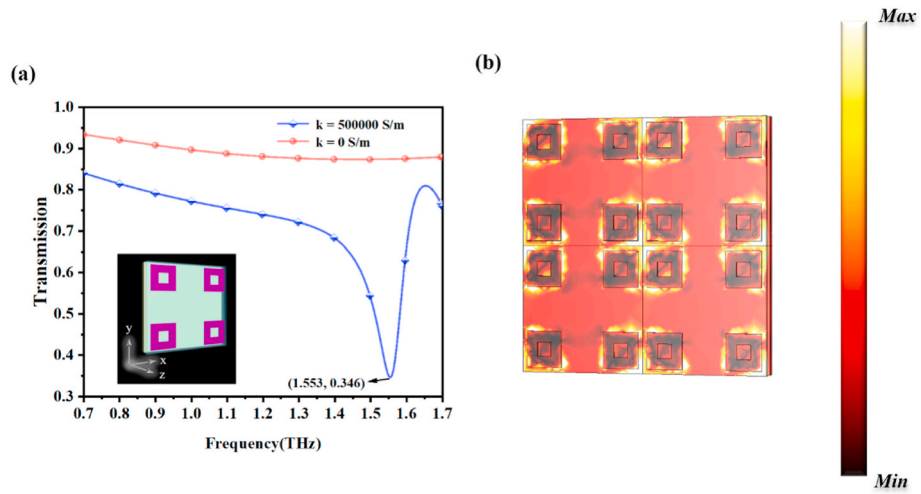 (a)
Transmission
1.0
0.9
0.8
0.7
0.6
0.5
0.4
0.3
k = 500000 S/m
k = 0 S/m
y
x
z
(1.553, 0.346)
0.7 0.8 0.9 1.0 1.1 1.2 1.3 1.4 1.5 1.6 1.7
Frequency(THz)
(b)
Max
Min